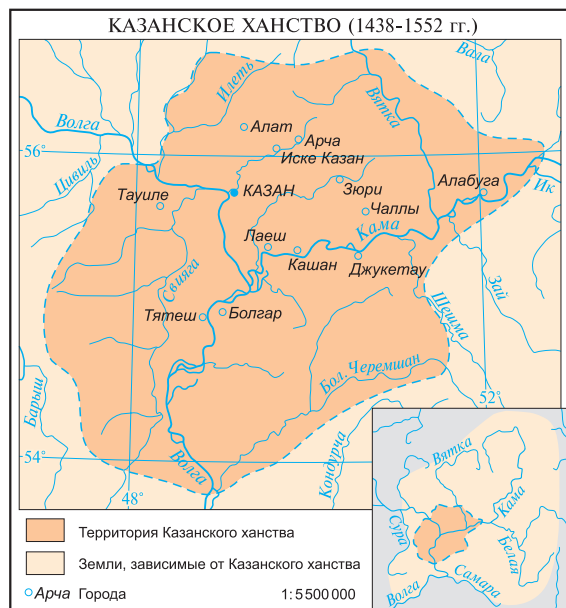 КАЗАНСКОЕ ХАНСТВО (1438-1552 гг.)
Вала
Илеть
Волга
Вятка
Алат
Арча
56°
Иске Казан
Цивиль
Зюри
Алабуга
КАЗАН
Ик
Тауиле
Чаллы
Кама
Лаеш
Кашан
Джукетау
Свияга
Зай
Шешма
Тятеш
Болгар
Бол. Черемшан
Барыш
52°
54°
Волга
Кондурча
48°
Вятка
Кама
Сура
Белая
Самара
Волга
Территория Казанского ханства
Земли, зависимые от Казанского ханства
Арча Города 1:5 500 000